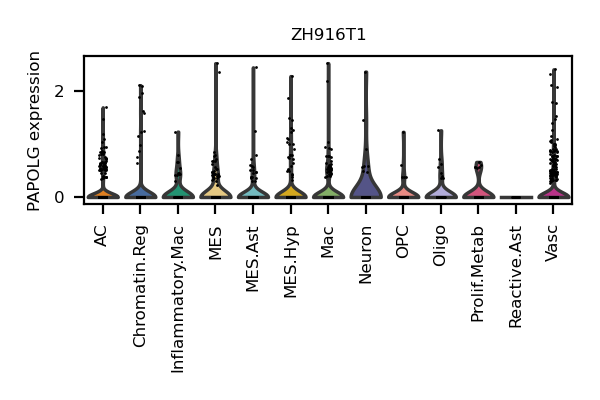 ZH916T1
PAPOLG expression
2
0
AC
Chromatin.Reg
Inflammatory.Mac
MES
MES.Ast
MES.Hyp
Mac
Neuron
OPC
Oligo
Prolif.Metab
Reactive.Ast
Vasc